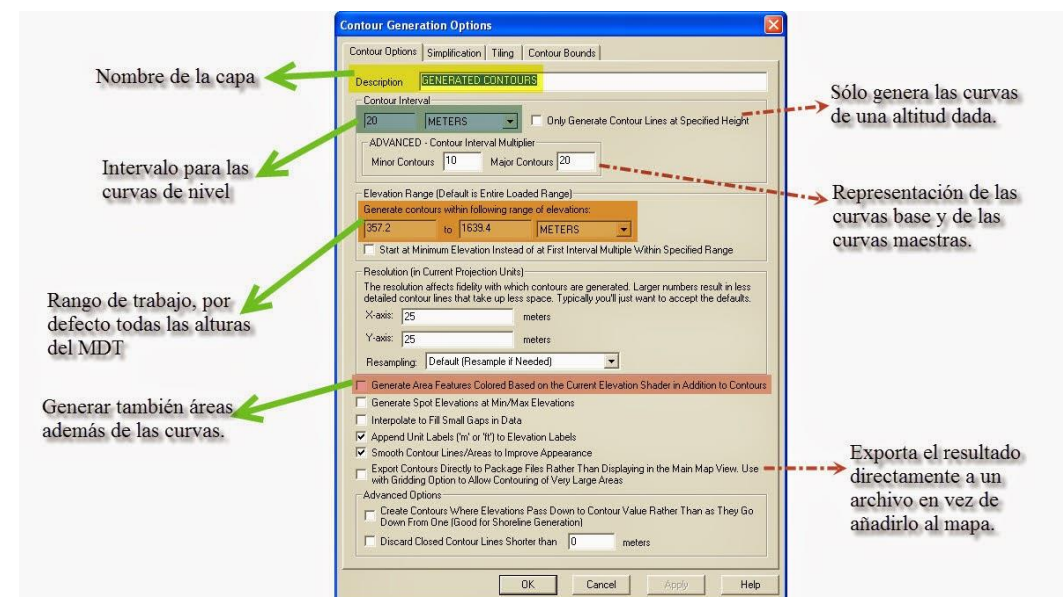 Contour Generation Options
Contour Options Simplification Tiling Contour Bounds
Nombre de la capa
Description GENERATED CONTOURS
Contour Interval
20 METERS Only Generate Contour Lines at Specified Height
Sólo genera las curvas
de una altitud dada.
ADVANCED - Contour Interval Multiplier
Minor Contours 10 Major Contours 20
Intervalo para las
curvas de nivel
Representación de las
curvas base y de las
curvas maestras.
Elevation Range (Default is Entire Loaded Range)
Generate contours within following range of elevations:
357.2 to 1639.4 METERS
Start at Minimum Elevation Instead of at First Interval Multiple Within Specified Range
Resolution (in Current Projection Units)
The resolution affects fidelity with which contours are generated. Larger numbers result in less
detailed contour lines that take up less space. Typically you'll just want to accept the defaults.
Rango de trabajo, por
defecto todas las alturas
del MDT
X-axis: 25 meters
Y-axis: 25 meters
Resampling: Default (Resample if Needed)
Generate Area Features Colored Based on the Current Elevation Shader in Addition to Contours
Generar también áreas
además de las curvas.
Generate Spot Elevations at Min/Max Elevations
Interpolate to Fill Small Gaps in Data
Append Unit Labels ('m' or 'ft') to Elevation Labels
Smooth Contour Lines/Areas to Improve Appearance
Export Contours Directly to Package Files Rather Than Displaying in the Main Map View. Use
with Gridding Option to Allow Contouring of Very Large Areas
Exporta el resultado
directamente a un
archivo en vez de
añadirlo al mapa.
Advanced Options
Create Contours Where Elevations Pass Down to Contour Value Rather Than as They Go
Down From One (Good for Shoreline Generation)
Discard Closed Contour Lines Shorter than 0 meters
OK Cancel Apply Help